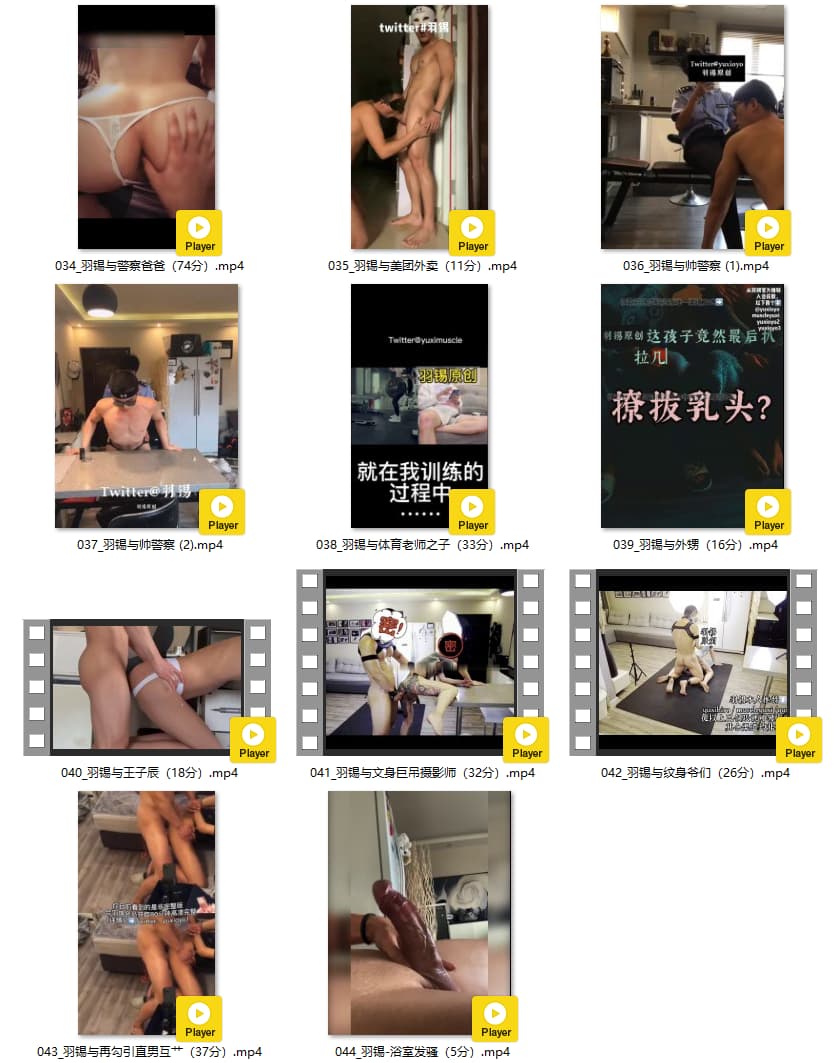 twitter#羽锡
Twitter@yuxioyo
羽锡原创
Player
Player
Player
034_羽锡与警察爸爸（74分）.mp4
035_羽锡与美团外卖（11分）.mp4
036_羽锡与帅警察 (1).mp4
Twitter@羽锡
Twitter@yuximuscle
羽锡原创
就在我训练的
过程中
······
羽锡原创 这孩子竟然最后扒
拉几
撩拨乳头?
Player
Player
Player
037_羽锡与帅警察 (2).mp4
038_羽锡与体育老师之子（33分）.mp4
039_羽锡与外甥（16分）.mp4
密!
密
羽锡
原创
Player
Player
Player
040_羽锡与王子辰（18分）.mp4
041_羽锡与文身巨吊摄影师（32分）.mp4
042_羽锡与纹身爷们（26分）.mp4
Player
Player
043_羽锡与再勾引直男互艹（37分）.mp4
044_羽锡-浴室发骚（5分）.mp4